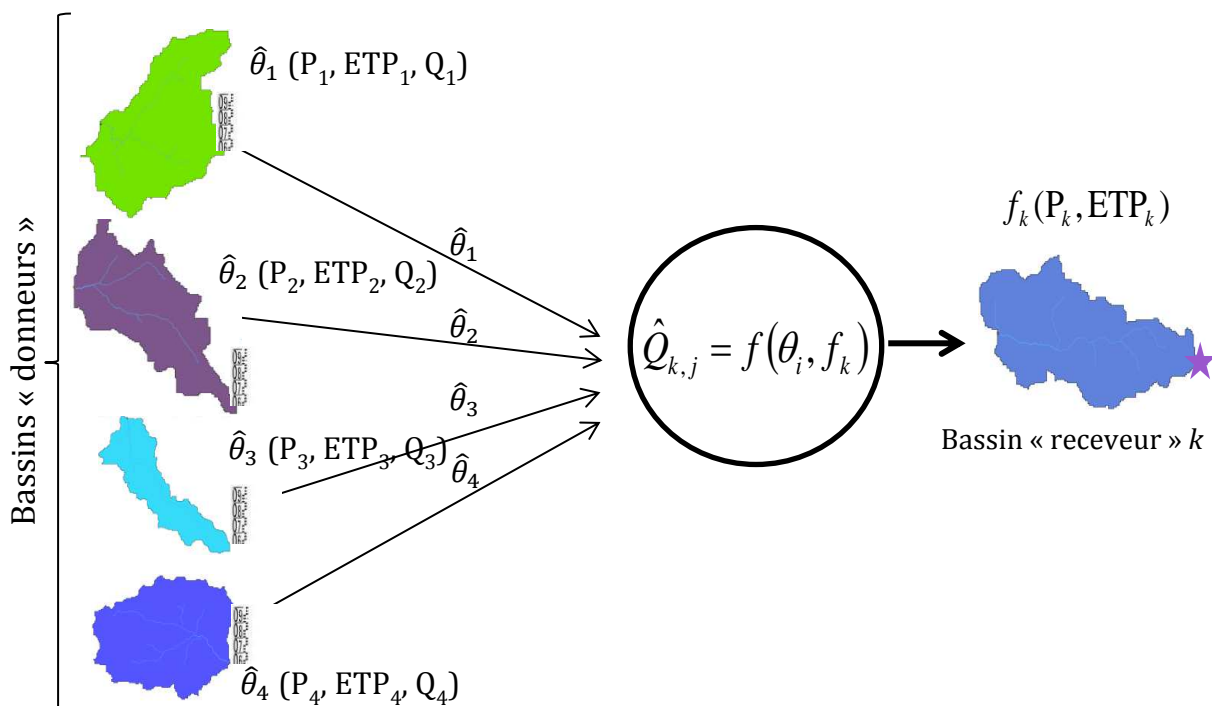 Bassins « donneurs »
θ̂₁ (P₁, ETP₁, Q₁)
θ̂₂ (P₂, ETP₂, Q₂)
θ̂₃ (P₃, ETP₃, Q₃)
θ̂₄ (P₄, ETP₄, Q₄)
θ̂₁
θ̂₂
θ̂₃
θ̂₄
Q̂ₖ,ⱼ = f(θᵢ, fₖ)
fₖ(Pₖ, ETPₖ)
Bassin « receveur » k